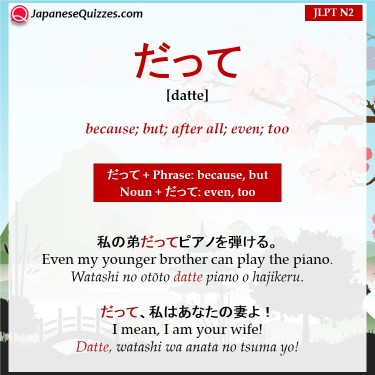 JapaneseQuizzes.com
JLPT N2
だって
[datte]
because; but; after all; even; too
だって + Phrase: because, but
Noun + だって: even, too
私の弟だってピアノを弾ける。
Even my younger brother can play the piano.
Watashi no otōto datte piano o hajikeru.
だって、私はあなたの妻よ！
I mean, I am your wife!
Datte, watashi wa anata no tsuma yo!